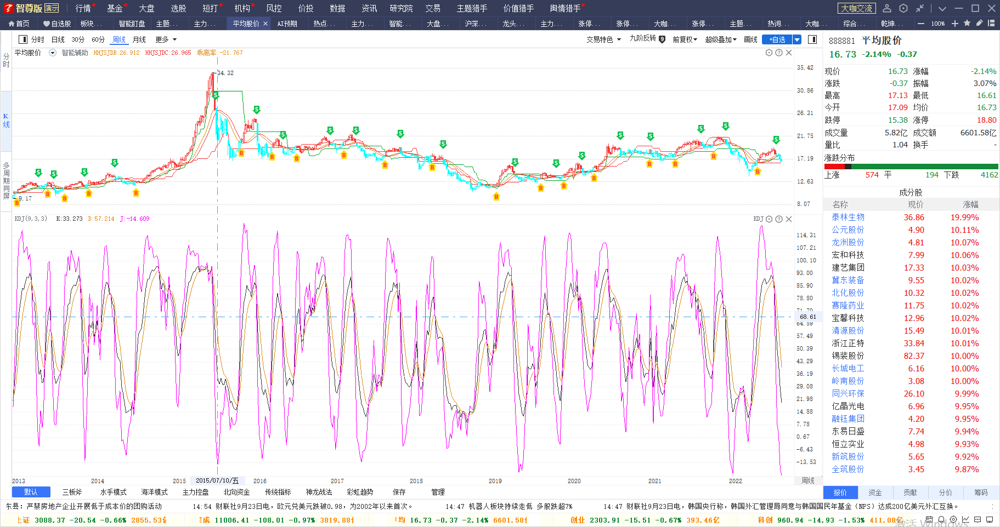 智尊版 演示 行情 基金 大盘 选股 短打 机构 风控 价投 数据 资讯 研究院 交易 主题猎手 价值猎手 舆情猎手 大咖交流
首页 自选股 板块... 智能盯盘 主题... 主力... 平均股价 × AI预期 热点... 主力... 智能... 大盘... 沪深... 龙头... 主力... 涨停... 涨停... 大咖... 涨停... 主题... 热词... 大咖... 综合... 乾坤... 100%
分时 日线 30分 60分 周线 月线 更多 交易特色 九阶反转 9 前复权 超级叠加 画线 +自选
888881 平均股价
16.73 -2.14% -0.37
平均股价 智能辅助 HHJSJDB:26.912 HHJSJDC:26.965 乖离率:-21.767
分时
K线
多周期同屏
34.32
9.17
35.42
30.86
26.31
21.75
17.19
12.63
8.07
KDJ(9,3,3) K:33.273 D:57.214 J:-14.609
KDJ
114.31
107.21
100.10
93.00
85.90
78.80
71.70
68.61
64.59
57.49
50.39
43.29
36.19
29.08
21.98
14.88
7.78
0.67
-6.43
-13.53
2013 2014 2015 2015/07/10/五 2016 2017 2018 2019 2020 2021 2022 周线
默认 三板斧 水手模式 海洋模式 主力控盘 北向资金 传统指标 神龙战法 彩虹趋势 保存 管理
现价 16.73 涨幅 -2.14%
涨跌 -0.37 振幅 3.07%
最高 17.13 最低 16.61
今开 17.09 均价 16.73
跌停 15.38 涨停 18.80
成交量 5.82亿 成交额 6601.58亿
量比 1.04 换手 -
涨跌分布
上涨 574 平 194 下跌 4162
成分股
名称 现价 涨幅
泰林生物 36.86 19.99%
公元股份 4.90 10.11%
龙洲股份 4.81 10.07%
宏和科技 7.99 10.06%
建艺集团 17.33 10.03%
冀东装备 9.55 10.02%
北化股份 10.32 10.02%
赛隆药业 11.75 10.02%
宝馨科技 12.96 10.02%
清源股份 15.49 10.01%
浙江正特 33.84 10.01%
锡装股份 82.37 10.00%
长城电工 6.16 10.00%
岭南股份 3.08 10.00%
同兴环保 26.10 9.99%
亿晶光电 6.96 9.95%
融钰集团 4.20 9.95%
东易日盛 7.74 9.94%
恒立实业 4.98 9.93%
新筑股份 5.65 9.92%
全筑股份 3.45 9.87%
报价 资金 贡献 分价 筹码
东县：严禁房地产企业开展低于成本价的团购活动 14:54 财联社9月23日电，欧元兑美元跌破0.98，为2002年以来首次。 14:47 机器人板块持续走低 多股跌超7% 14:47 财联社9月23日电，韩国央行称，韩国外汇管理局同意与韩国国民年基金（NPS）达成200亿美元外汇互换。
上证 3088.37 -20.54 -0.66% 2855.53亿 成 11006.41 -108.01 -0.97% 3819.88亿 平均 16.73 -0.37 -2.14% 6601.58亿 创业 2303.91 -15.51 -0.67% 393.46亿 科创 960.94 -14.93 -1.53% 411.08亿
激活 Windows